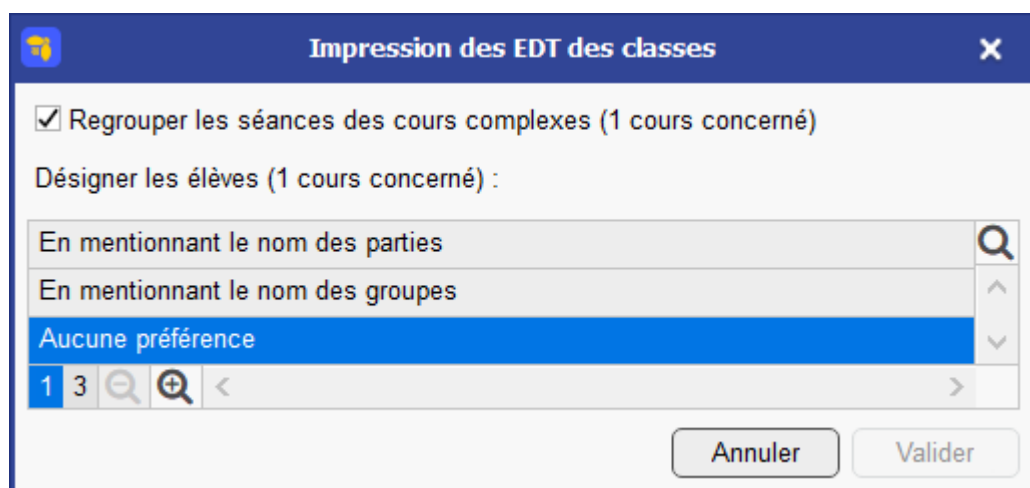 Impression des EDT des classes
Regrouper les séances des cours complexes (1 cours concerné)
Désigner les élèves (1 cours concerné) :
En mentionnant le nom des parties
En mentionnant le nom des groupes
Aucune préférence
1 3
Annuler Valider